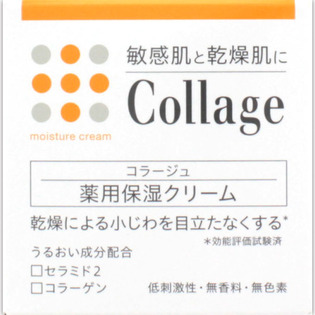 敏感肌と乾燥肌に
Collage
moisture cream
コラージュ
薬用保湿クリーム
乾燥による小じわを目立たなくする*
*効能評価試験済
うるおい成分配合
□セラミド2
□コラーゲン
低刺激性・無香料・無色素